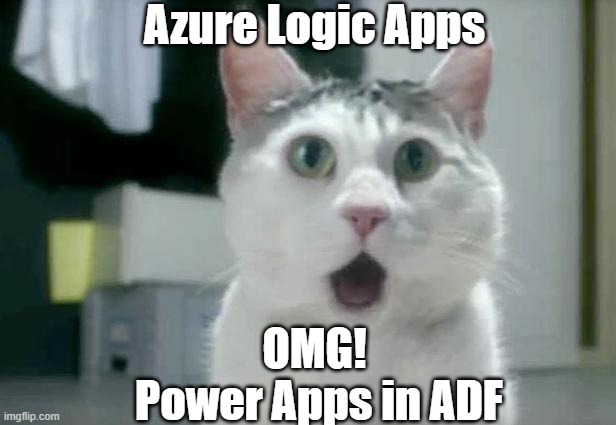 Azure Logic Apps
OMG!
Power Apps in ADF
imgflip.com